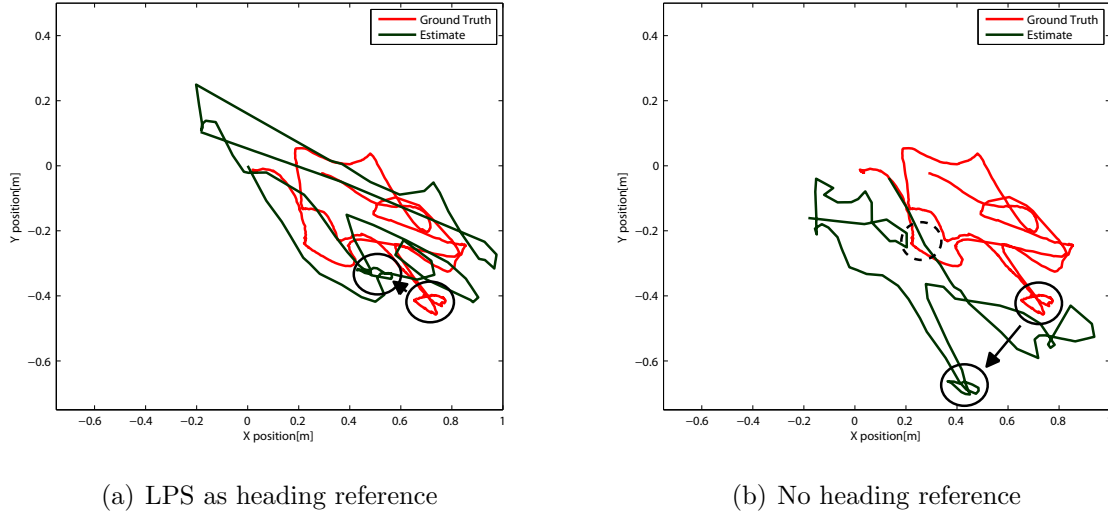 Ground Truth
Estimate
0.4
0.2
0
−0.2
−0.4
−0.6
Y position[m]
−0.6 −0.4 −0.2 0 0.2 0.4 0.6 0.8 1
X position[m]
(a) LPS as heading reference
Ground Truth
Estimate
0.4
0.2
0
−0.2
−0.4
−0.6
Y position[m]
−0.6 −0.4 −0.2 0 0.2 0.4 0.6 0.8
X position[m]
(b) No heading reference